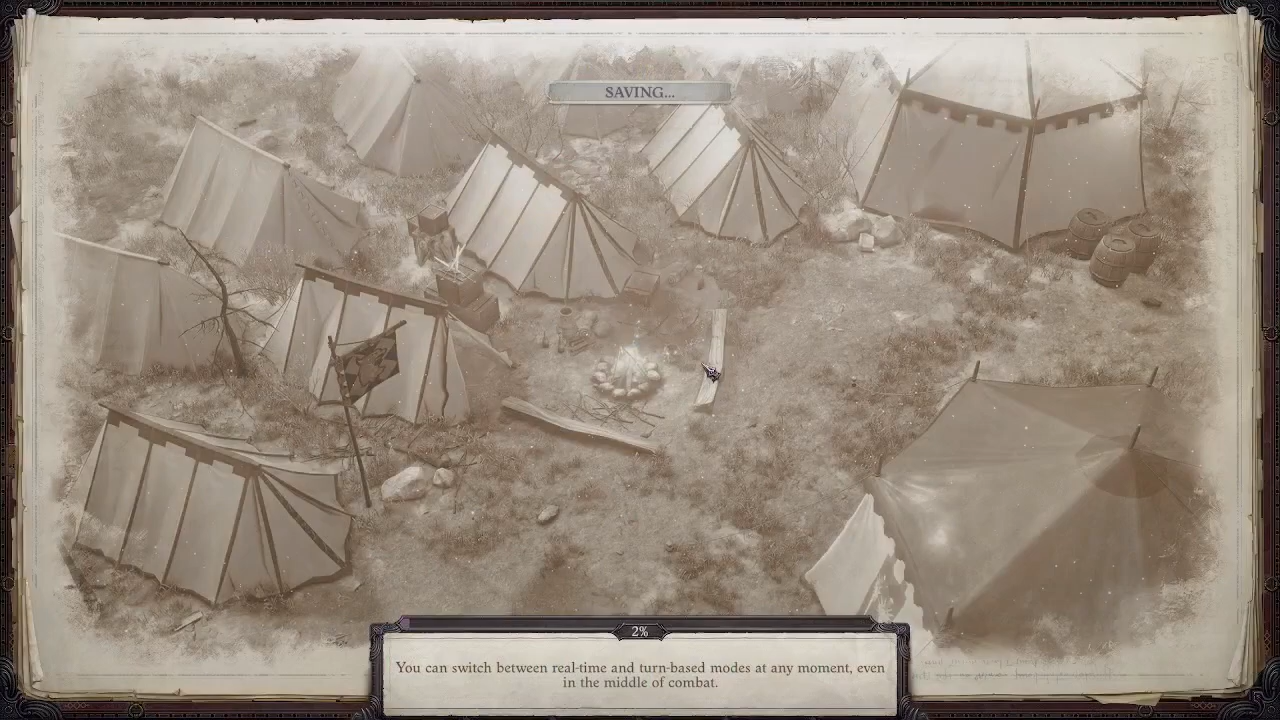 SAVING...
2%
You can switch between real-time and turn-based modes at any moment, even
in the middle of combat.